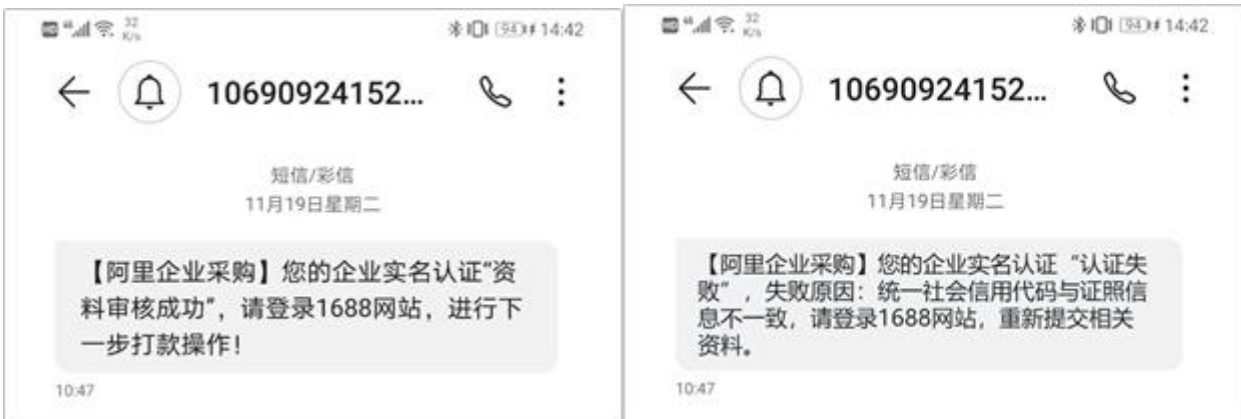 HD 46 32 K/s 94 14:42
10690924152...
短信/彩信
11月19日星期二
【阿里企业采购】您的企业实名认证“资
料审核成功”，请登录1688网站，进行下
一步打款操作！
10:47
HD 46 32 K/s 94 14:42
10690924152...
短信/彩信
11月19日星期二
【阿里企业采购】您的企业实名认证“认证失
败”，失败原因：统一社会信用代码与证照信
息不一致，请登录1688网站，重新提交相关
资料。
10:47